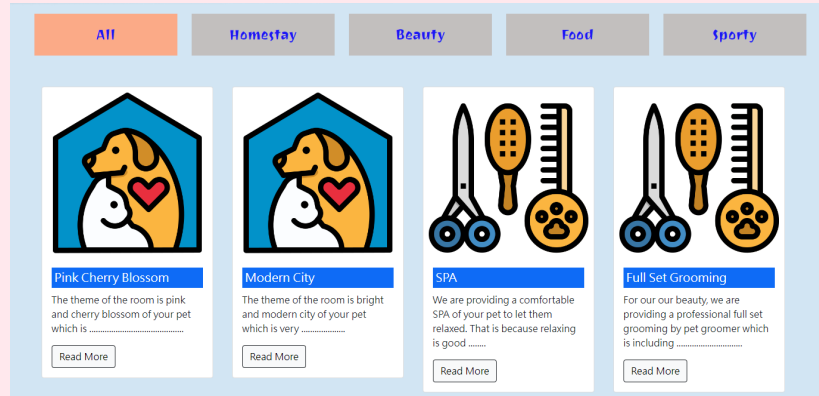 All
Homestay
Beauty
Food
Sporty
Pink Cherry Blossom
The theme of the room is pink
and cherry blossom of your pet
which is ..........................................
Read More
Modern City
The theme of the room is bright
and modern city of your pet
which is very ...................
Read More
SPA
We are providing a comfortable
SPA of your pet to let them
relaxed. That is because relaxing
is good ........
Read More
Full Set Grooming
For our our beauty, we are
providing a professional full set
grooming by pet groomer which
is including .............................
Read More